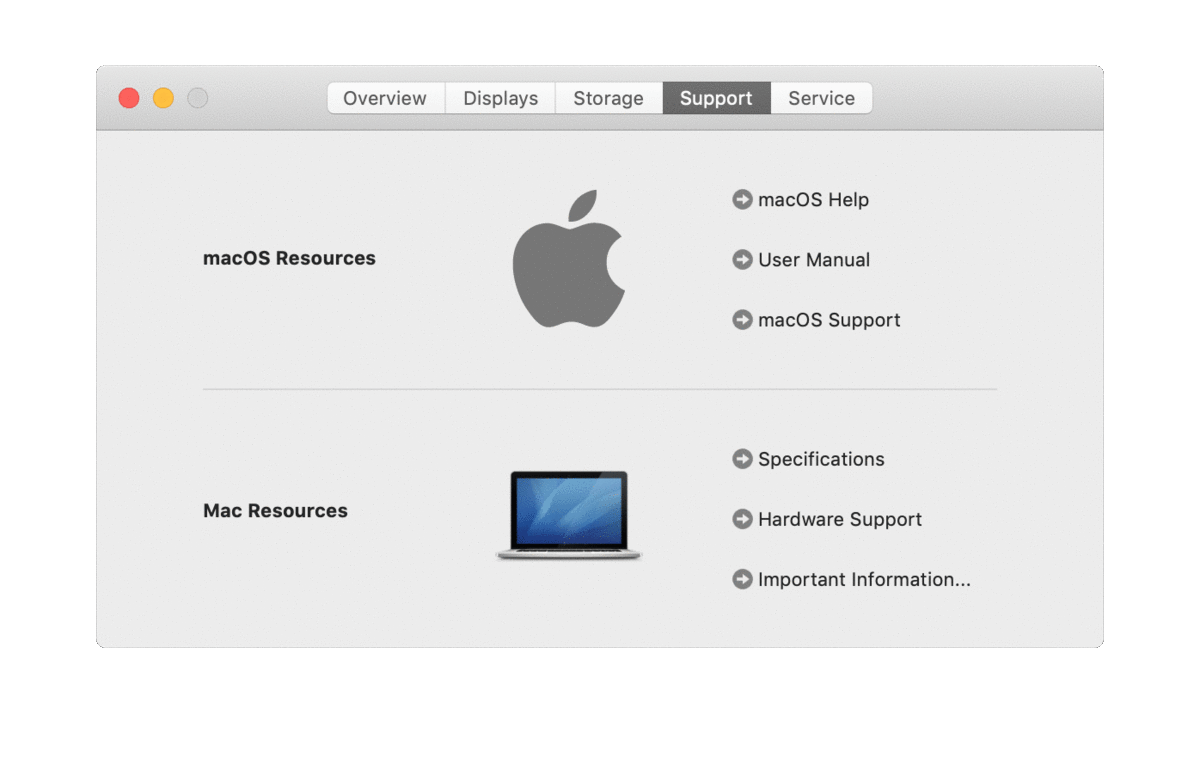 Overview Displays Storage Support Service
macOS Resources
macOS Help
User Manual
macOS Support
Mac Resources
Specifications
Hardware Support
Important Information...